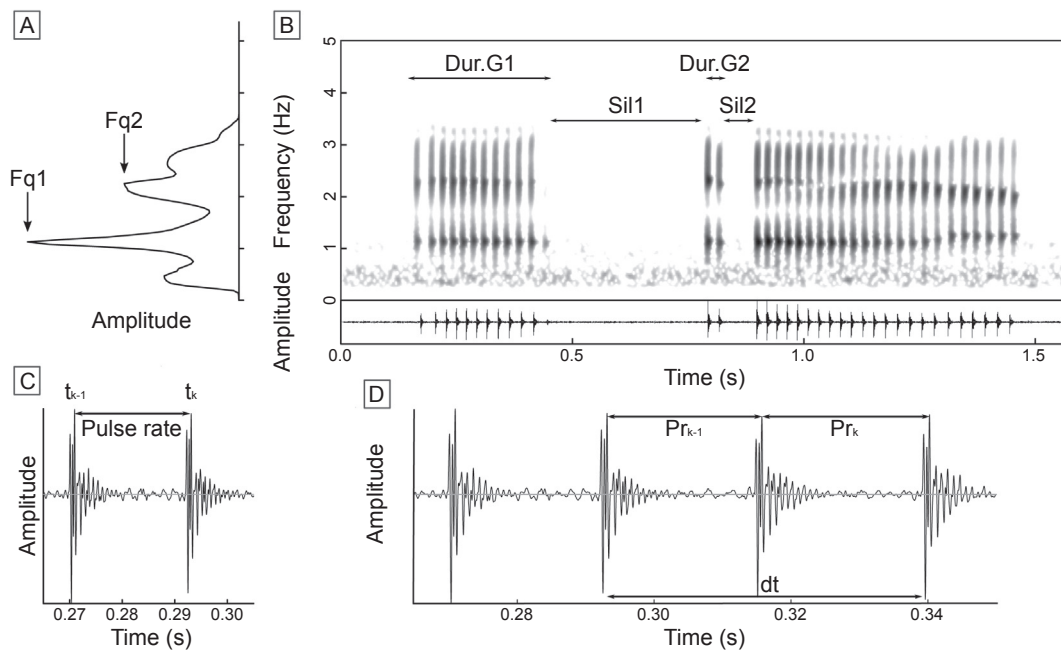 A
Fq2
Fq1
Amplitude
B
5
4
3
2
1
0
Frequency (Hz)
Amplitude
Dur.G1
Dur.G2
Sil1
Sil2
0.0
0.5
1.0
1.5
Time (s)
C
tk-1
tk
Pulse rate
Amplitude
0.27
0.28
0.29
0.30
Time (s)
D
Prk-1
Prk
dt
Amplitude
0.28
0.30
0.32
0.34
Time (s)